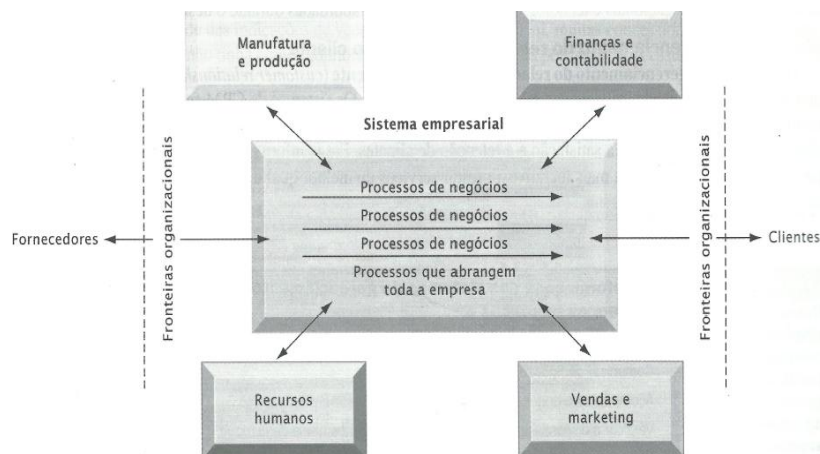 Manufatura
e produção
Finanças e
contabilidade
Sistema empresarial
Processos de negócios
Processos de negócios
Processos de negócios
Processos que abrangem
toda a empresa
Fornecedores
Fronteiras organizacionais
Fronteiras organizacionais
Clientes
Recursos
humanos
Vendas e
marketing